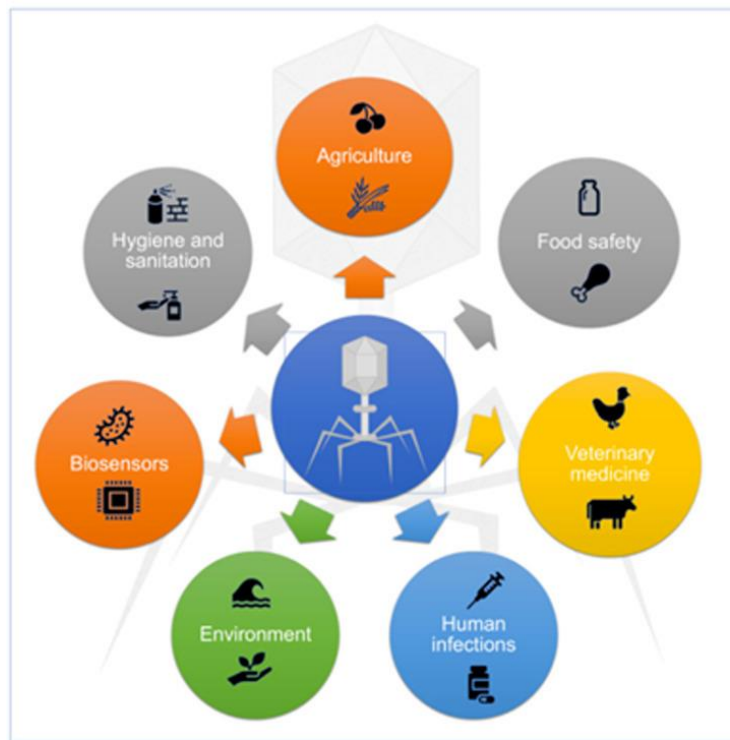 Agriculture
Hygiene and
sanitation
Food safety
Biosensors
Veterinary
medicine
Environment
Human
infections